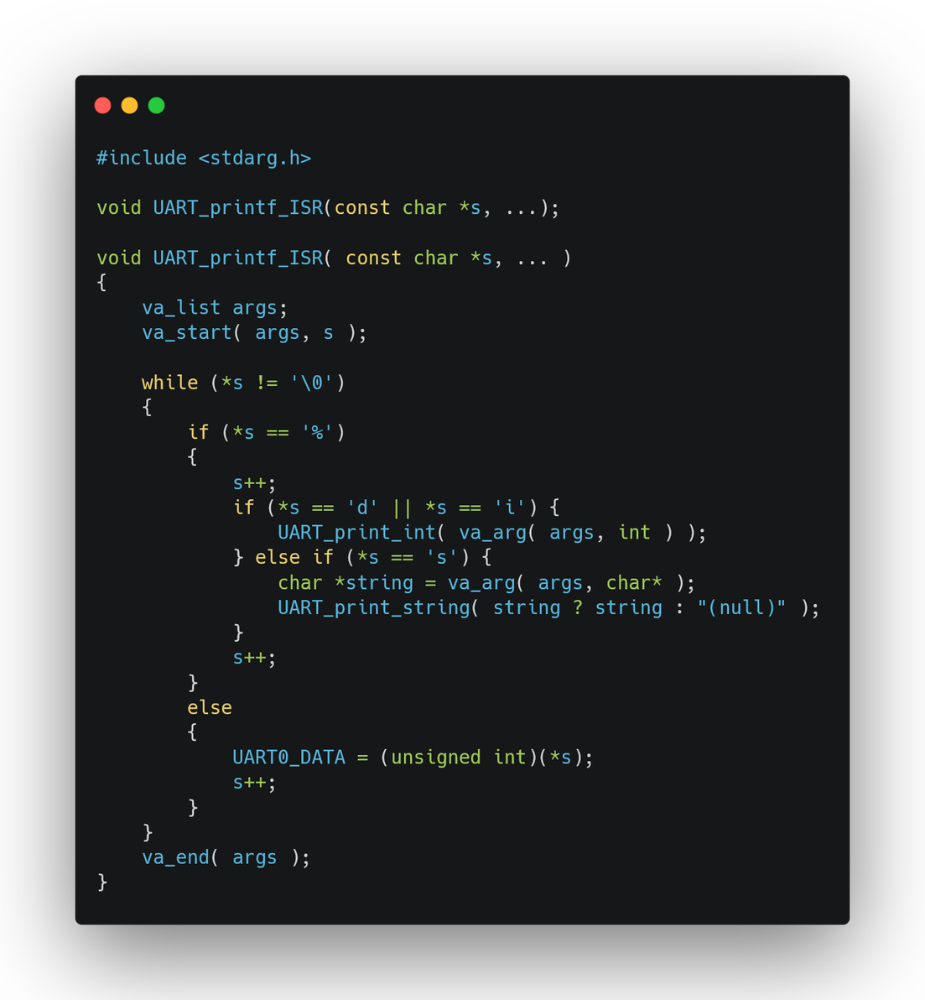 #include <stdarg.h>
void UART_printf_ISR(const char *s, ...);
void UART_printf_ISR( const char *s, ... )
{
    va_list args;
    va_start( args, s );
    while (*s != '\0')
    {
        if (*s == '%')
        {
            s++;
            if (*s == 'd' || *s == 'i') {
                UART_print_int( va_arg( args, int ) );
            } else if (*s == 's') {
                char *string = va_arg( args, char* );
                UART_print_string( string ? string : "(null)" );
            }
            s++;
        }
        else
        {
            UART0_DATA = (unsigned int)(*s);
            s++;
        }
    }
    va_end( args );
}